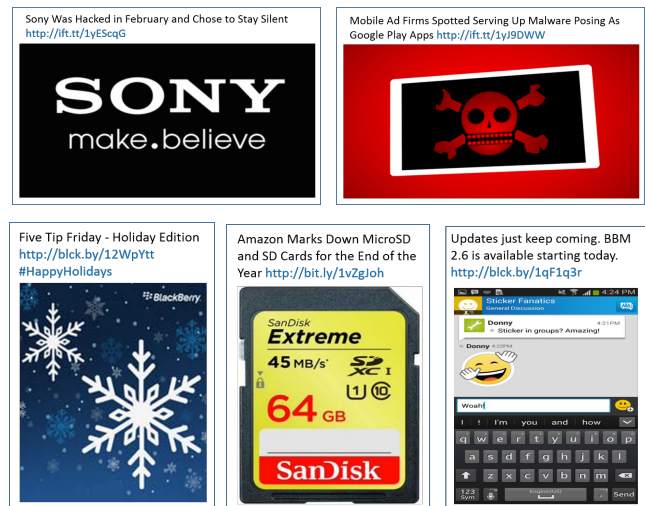 Sony Was Hacked in February and Chose to Stay Silent
http://ift.tt/1yEScqG
SONY
make.believe
Mobile Ad Firms Spotted Serving Up Malware Posing As
Google Play Apps http://ift.tt/1yJ9DWW
Five Tip Friday - Holiday Edition
http://blck.by/12WpYtt
#HappyHolidays
BlackBerry
Amazon Marks Down MicroSD
and SD Cards for the End of the
Year http://bit.ly/1vZgJoh
SanDisk
Extreme
45 MB/s*
SD XC I
U1 10
64 GB
SanDisk
Updates just keep coming. BBM
2.6 is available starting today.
http://blck.by/1qF1q3r
4:24 PM
Sticker Fanatics
General Discussion
Donny 4:21PM
Sticker in groups? Amazing!
Donny 4:23PM
Woah!
I ! I'm you and how
q w e r t y u i o p
a s d f g h j k l
z x c v b n m
123
Sym
English(US)
. Send